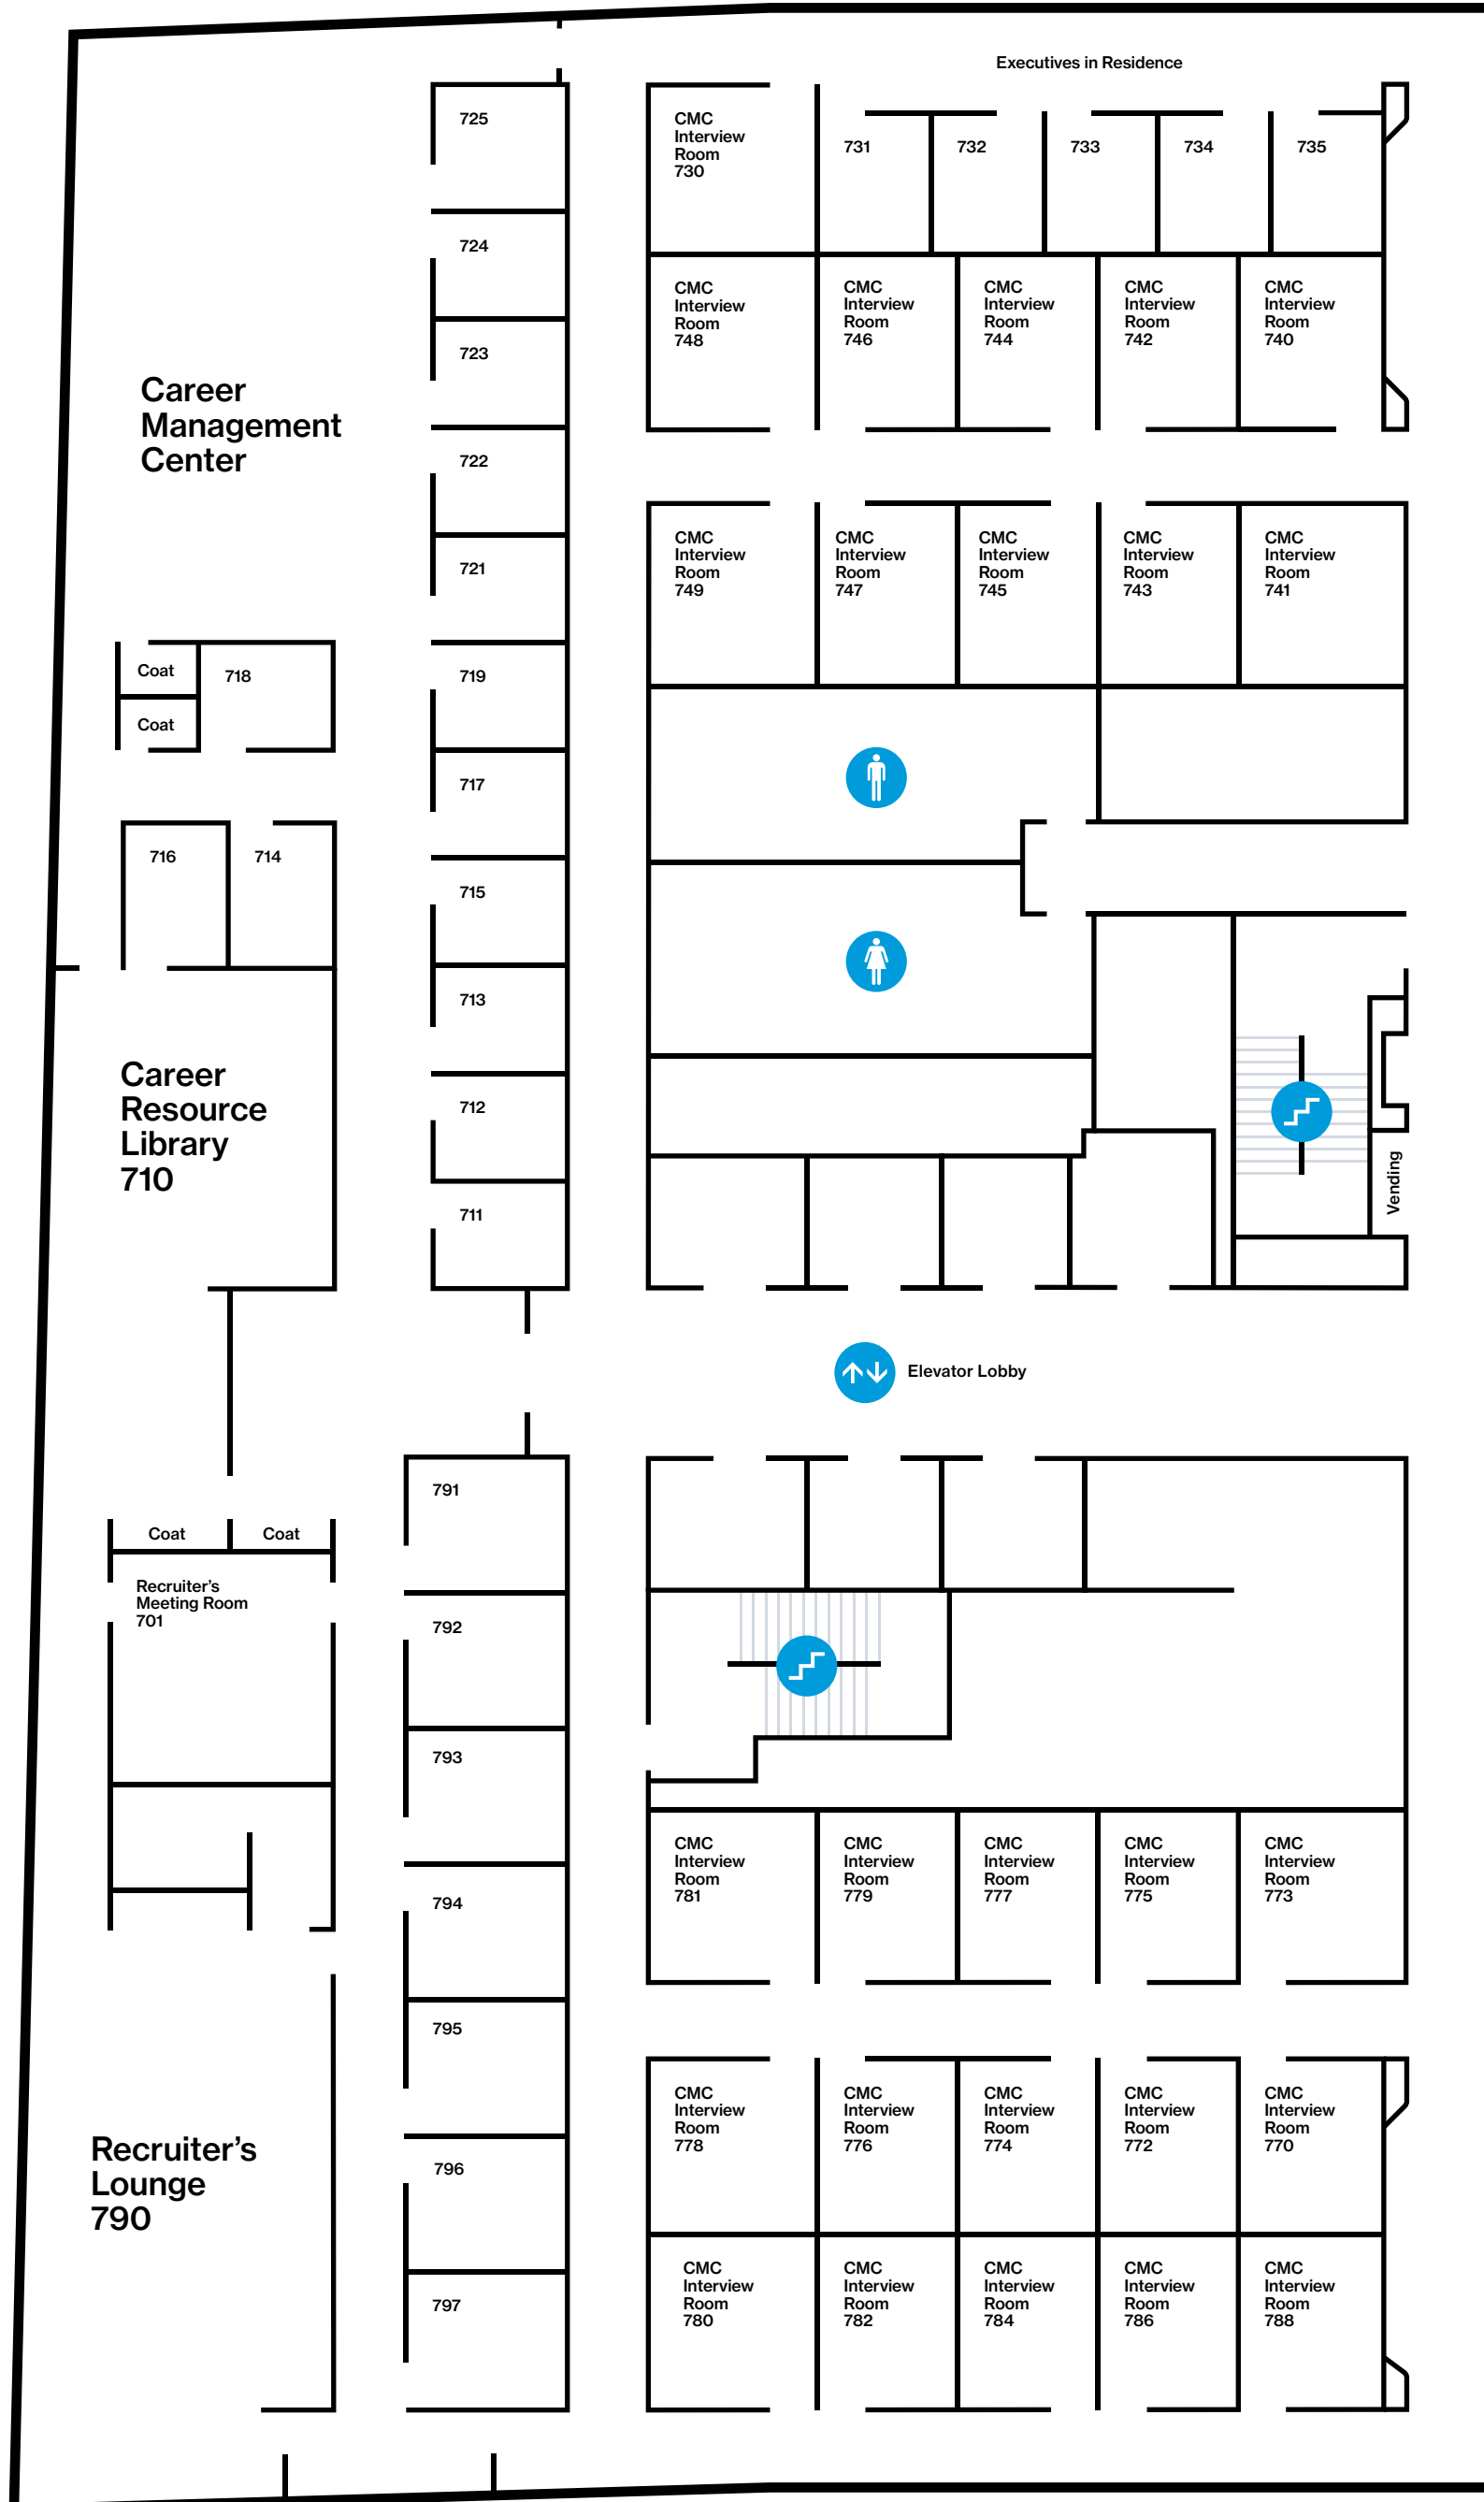 Executives in Residence
725
CMC
Interview
Room
730
731
732
733
734
735
724
CMC
Interview
Room
748
CMC
Interview
Room
746
CMC
Interview
Room
744
CMC
Interview
Room
742
CMC
Interview
Room
740
723
Career
Management
Center
722
721
CMC
Interview
Room
749
CMC
Interview
Room
747
CMC
Interview
Room
745
CMC
Interview
Room
743
CMC
Interview
Room
741
Coat
718
Coat
719
717
716
714
715
713
Career
Resource
Library
710
712
711
Vending
Elevator Lobby
791
Coat
Coat
Recruiter's
Meeting Room
701
792
793
CMC
Interview
Room
781
CMC
Interview
Room
779
CMC
Interview
Room
777
CMC
Interview
Room
775
CMC
Interview
Room
773
794
795
CMC
Interview
Room
778
CMC
Interview
Room
776
CMC
Interview
Room
774
CMC
Interview
Room
772
CMC
Interview
Room
770
Recruiter's
Lounge
790
796
797
CMC
Interview
Room
780
CMC
Interview
Room
782
CMC
Interview
Room
784
CMC
Interview
Room
786
CMC
Interview
Room
788